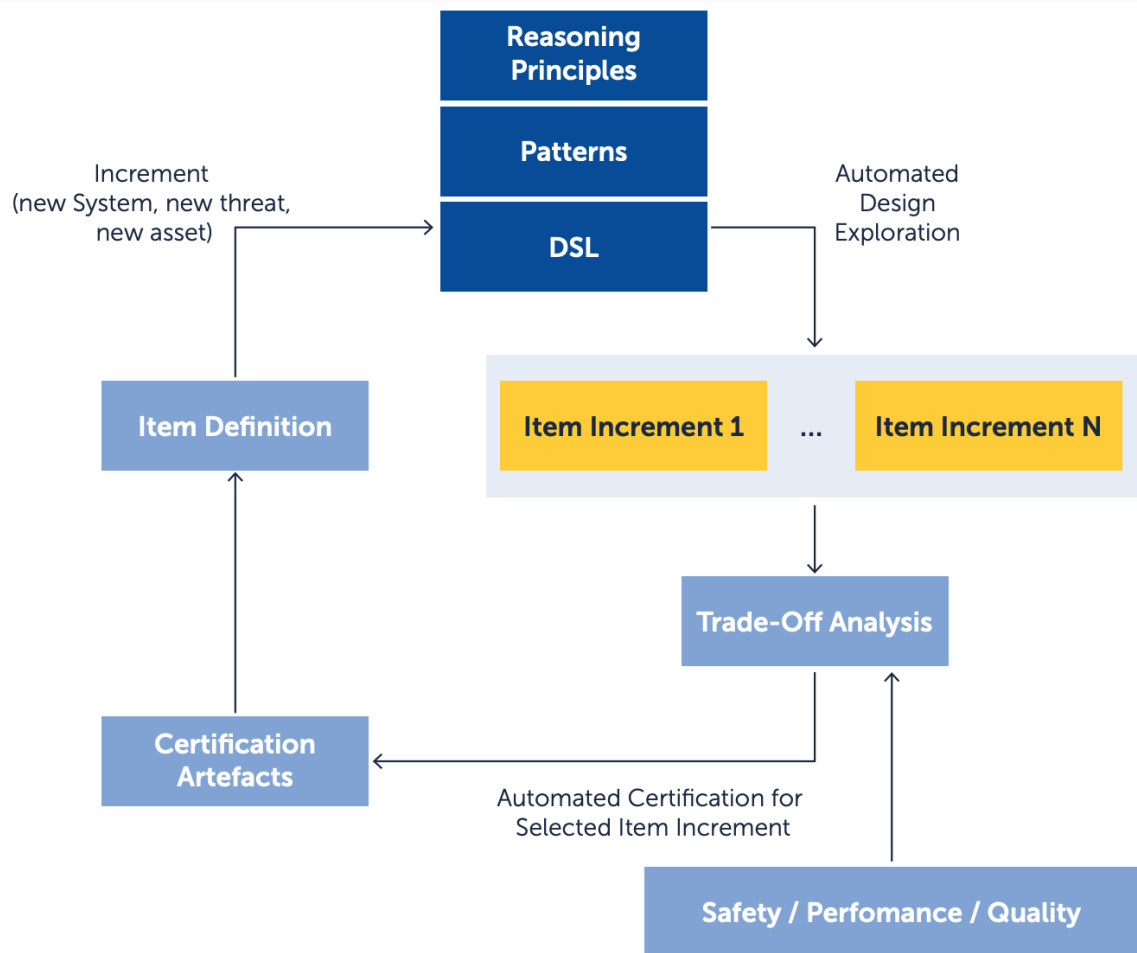 Reasoning
Principles
Patterns
DSL
Increment
(new System, new threat,
new asset)
Automated
Design
Exploration
Item Definition
Item Increment 1
...
Item Increment N
Trade-Off Analysis
Certification
Artefacts
Automated Certification for
Selected Item Increment
Safety / Perfomance / Quality